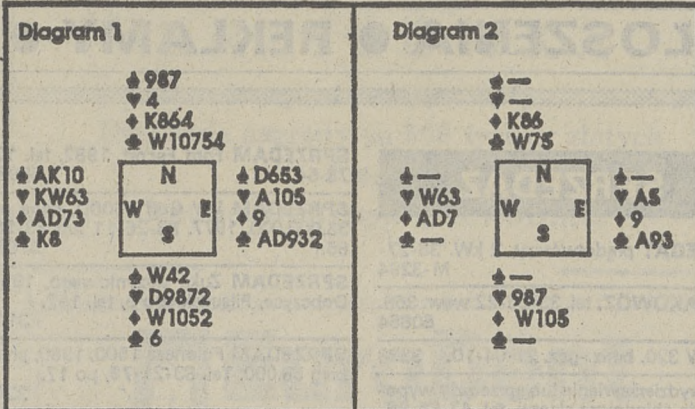 Diagram 1
♠ 987
♥ 4
♦ K864
♣ W10754
♠ AK10
♥ KW63
♦ AD73
♣ K8
N
W E
S
♠ D653
♥ A105
♦ 9
♣ AD932
♠ W42
♥ D9872
♦ W1052
♣ 6
Diagram 2
♠ —
♥ —
♦ K86
♣ W75
♠ —
♥ W63
♦ AD7
♣ —
N
W E
S
♠ —
♥ A5
♦ 9
♣ A93
♠ —
♥ 987
♦ W105
♣ —